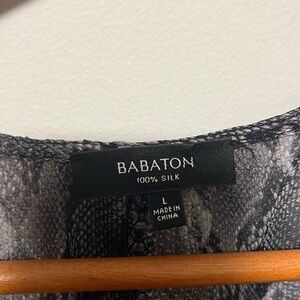 BABATON
100% SILK
L
MADE IN
CHINA